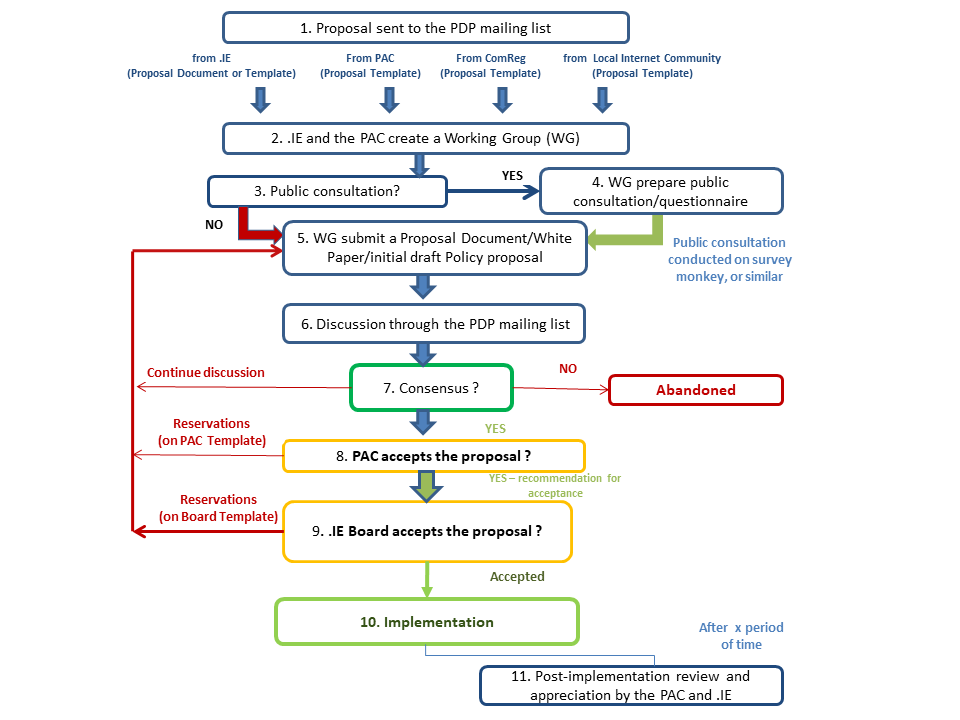 1. Proposal sent to the PDP mailing list
from .IE
(Proposal Document or Template)
From PAC
(Proposal Template)
From ComReg
(Proposal Template)
from  Local Internet Community
(Proposal Template)
2. .IE and the PAC create a Working Group (WG)
3. Public consultation?
YES
4. WG prepare public
consultation/questionnaire
NO
5. WG submit a Proposal Document/White
Paper/initial draft Policy proposal
Public consultation
conducted on survey
monkey, or similar
6. Discussion through the PDP mailing list
Continue discussion
7. Consensus ?
NO
Abandoned
YES
Reservations
(on PAC Template)
8. PAC accepts the proposal ?
YES – recommendation for
acceptance
Reservations
(on Board Template)
9. .IE Board accepts the proposal ?
Accepted
10. Implementation
After  x period
of time
11. Post-implementation review and
appreciation by the PAC and .IE